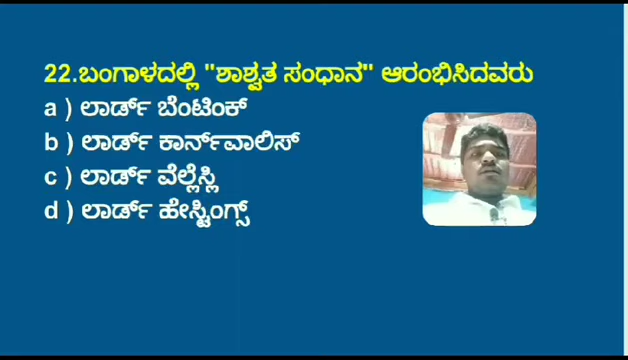 22.ಬಂಗಾಳದಲ್ಲಿ "ಶಾಶ್ವತ ಸಂಧಾನ" ಆರಂಭಿಸಿದವರು
a ) ಲಾರ್ಡ್ ಬೆಂಟಿಂಕ್
b ) ಲಾರ್ಡ್ ಕಾರ್ನ್‌ವಾಲಿಸ್
c ) ಲಾರ್ಡ್ ವೆಲ್ಲೆಸ್ಲಿ
d ) ಲಾರ್ಡ್ ಹೇಸ್ಟಿಂಗ್ಸ್